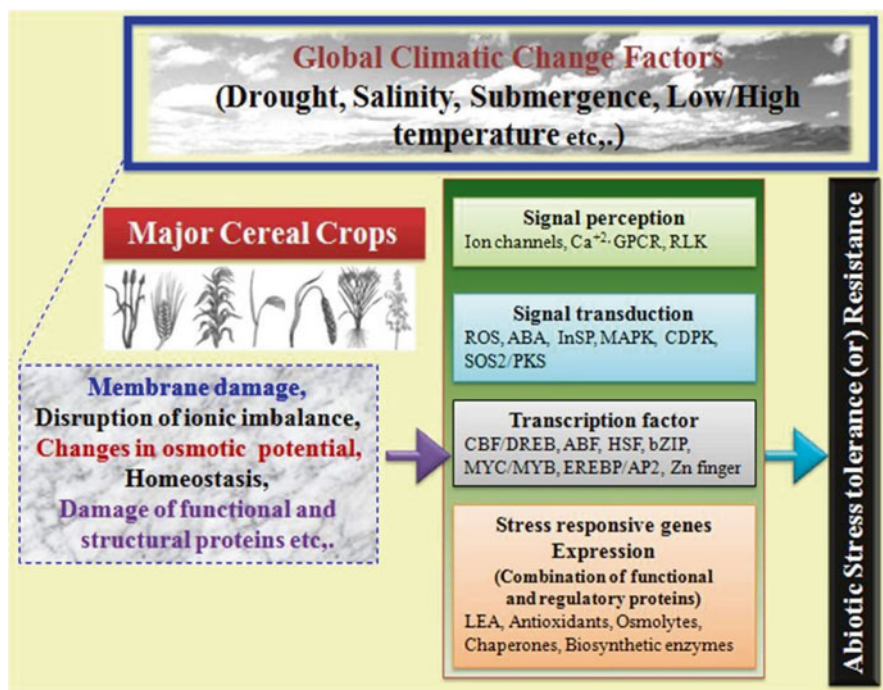 Global Climatic Change Factors
(Drought, Salinity, Submergence, Low/High
temperature etc,.)
Major Cereal Crops
Membrane damage,
Disruption of ionic imbalance,
Changes in osmotic potential,
Homeostasis,
Damage of functional and
structural proteins etc,.
Signal perception
Ion channels, Ca+2, GPCR, RLK
Signal transduction
ROS, ABA, InSP, MAPK, CDPK,
SOS2/PKS
Transcription factor
CBF/DREB, ABF, HSF, bZIP,
MYC/MYB, EREBP/AP2, Zn finger
Stress responsive genes
Expression
(Combination of functional
and regulatory proteins)
LEA, Antioxidants, Osmolytes,
Chaperones, Biosynthetic enzymes
Abiotic Stress tolerance (or) Resistance